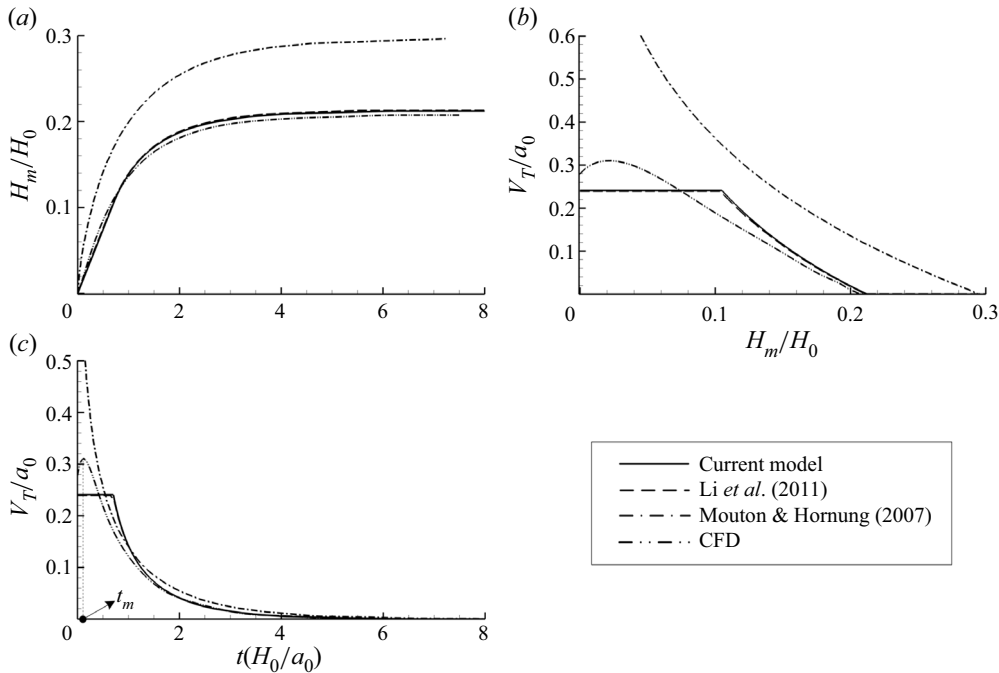 (a)
0.3
0.2
0.1
0
2
4
6
8
H_m/H_0
(b)
0.6
0.5
0.4
0.3
0.2
0.1
0
0.1
0.2
0.3
V_T/a_0
H_m/H_0
(c)
0.5
0.4
0.3
0.2
0.1
0
2
4
6
8
V_T/a_0
t_m
t(H_0/a_0)
Current model
Li et al. (2011)
Mouton & Hornung (2007)
CFD